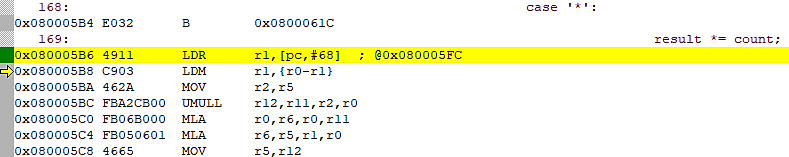 168: case '*':
0x080005B4 E032 B 0x0800061C
169: result *= count;
0x080005B6 4911 LDR r1,[pc,#68] ; @0x080005FC
0x080005B8 C903 LDM r1,{r0-r1}
0x080005BA 462A MOV r2,r5
0x080005BC FBA2CB00 UMULL r12,r11,r2,r0
0x080005C0 FB06B000 MLA r0,r6,r0,r11
0x080005C4 FB050601 MLA r6,r5,r1,r0
0x080005C8 4665 MOV r5,r12